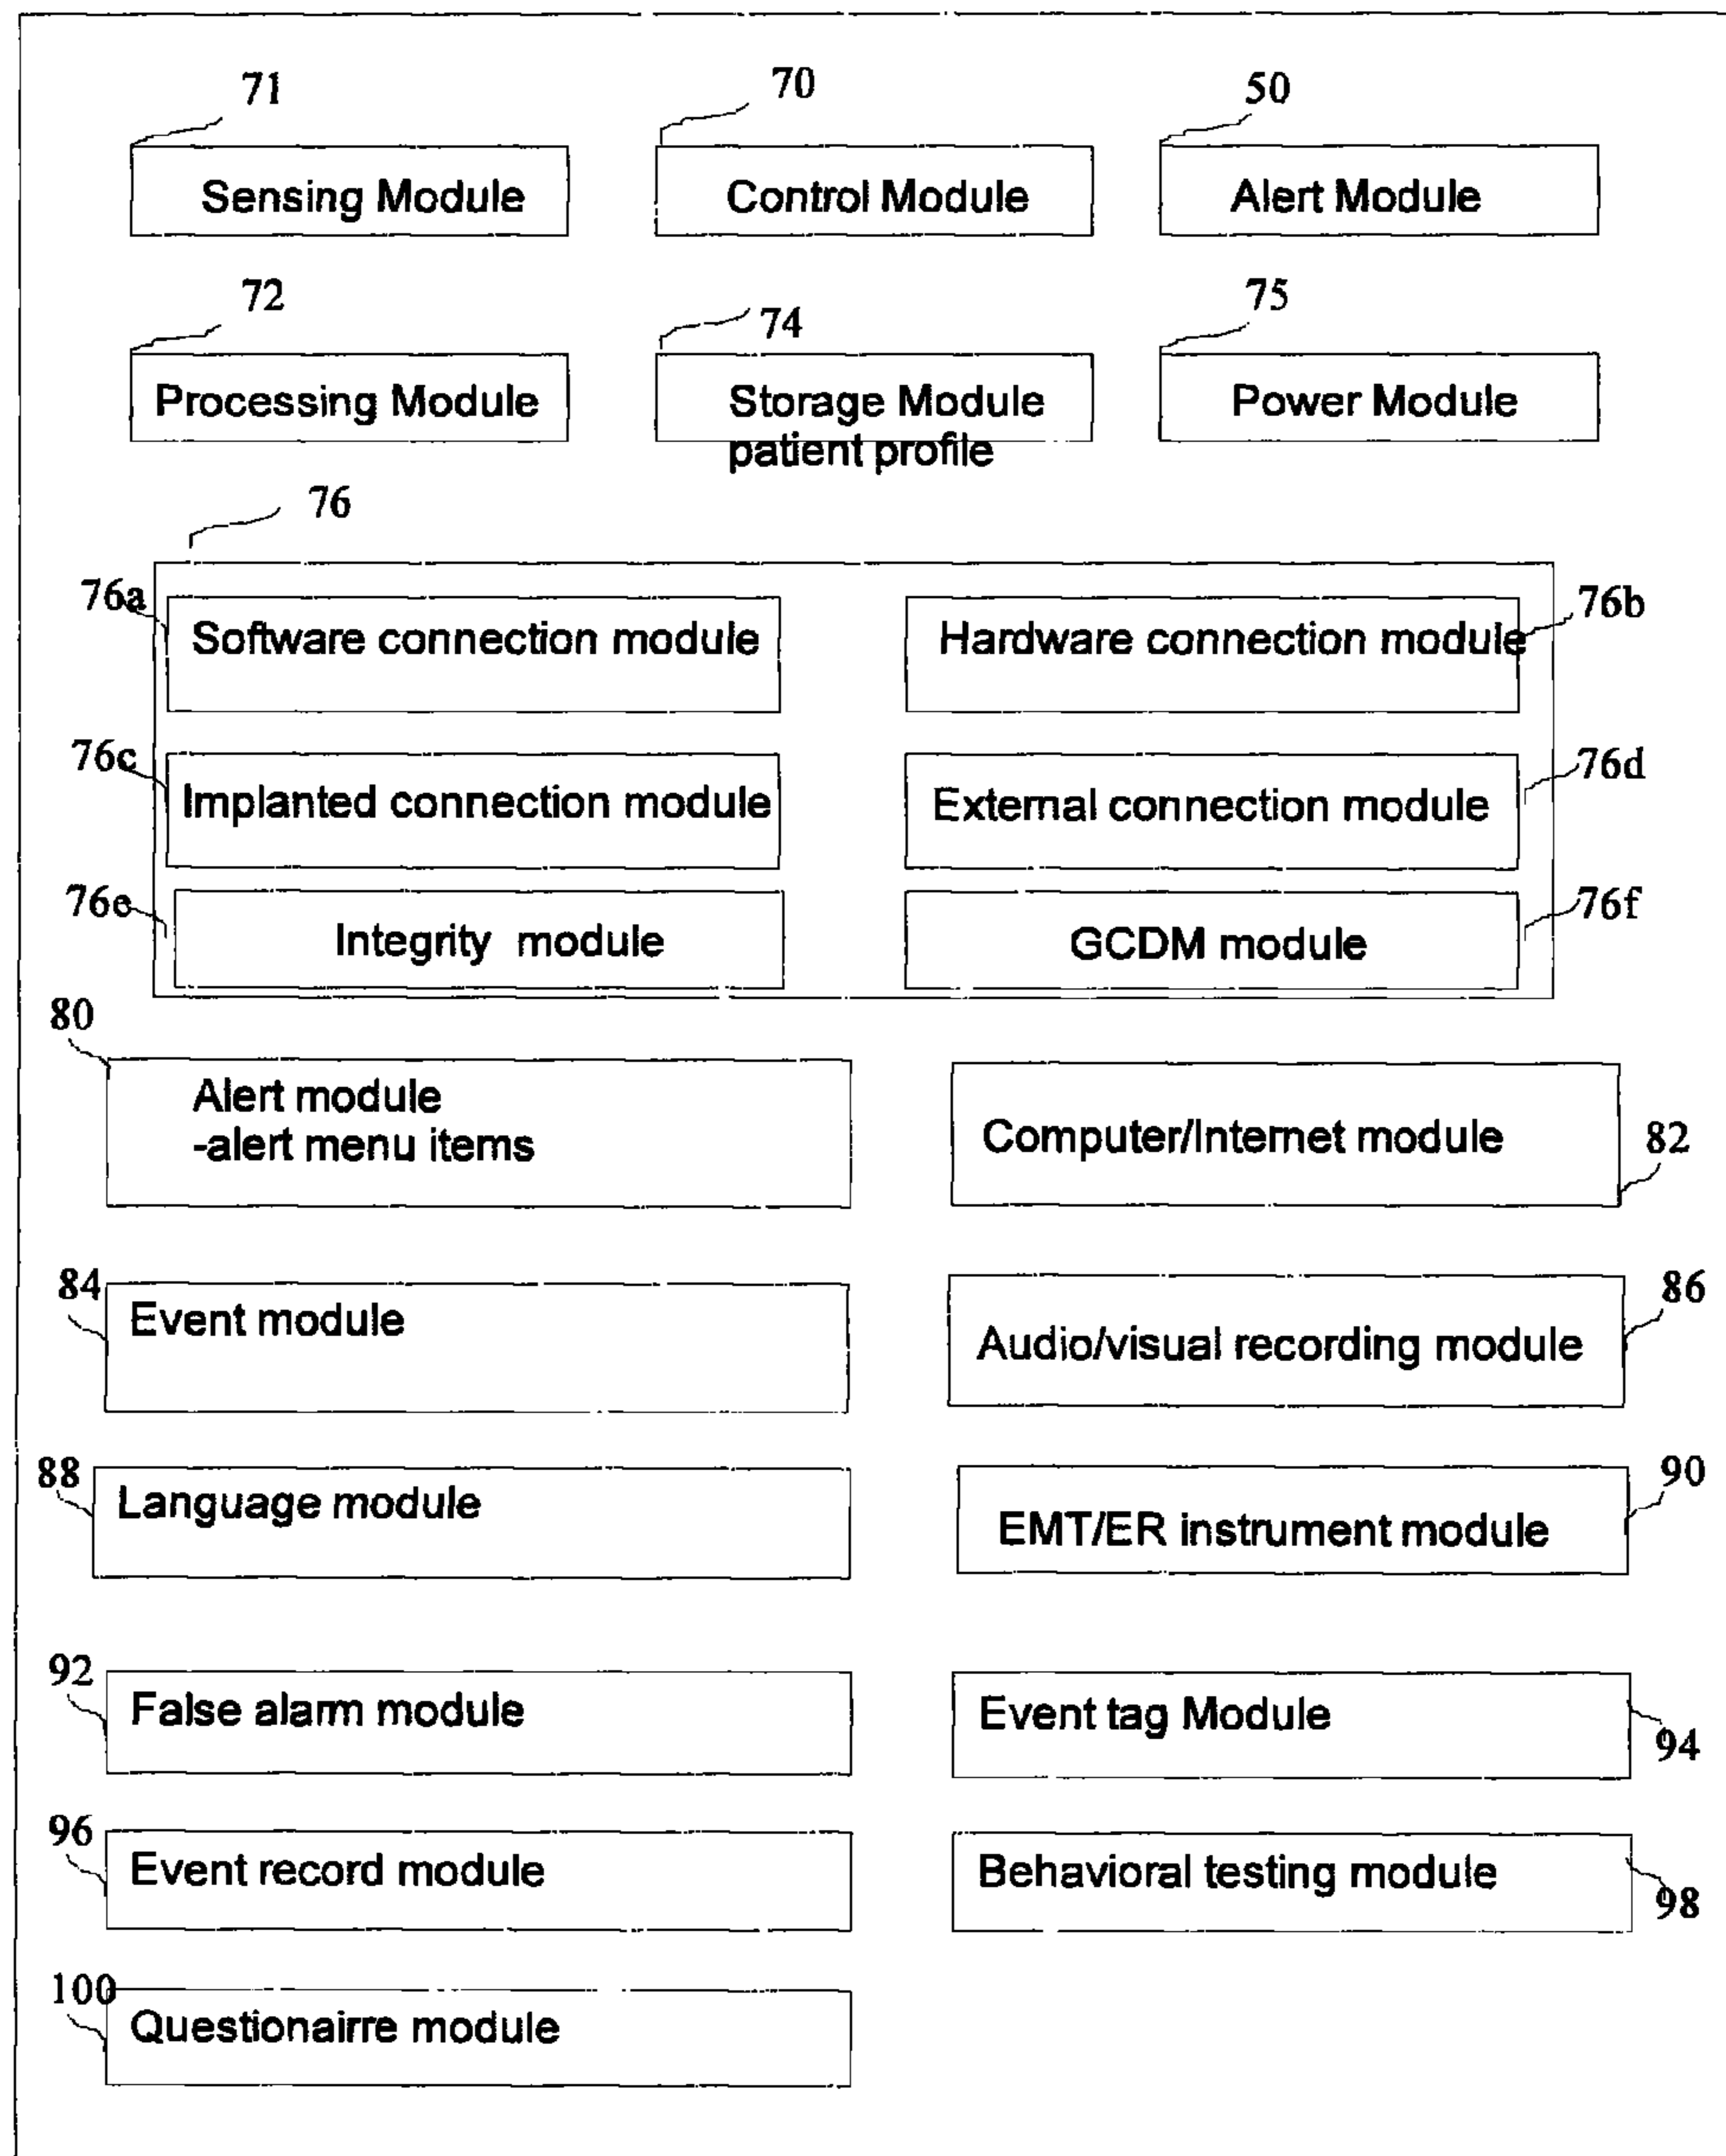 71
70
50
Sensing Module
Control Module
Alert Module
72
74
75
Processing Module
Storage Module
patient profile
Power Module
76
76a
Software connection module
Hardware connection module
76b
76c
Implanted connection module
External connection module
76d
76e
Integrity module
GCDM module
76f
80
Alert module
-alert menu items
Computer/Internet module
82
84
Event module
Audio/visual recording module
86
88
Language module
EMT/ER instrument module
90
92
False alarm module
Event tag Module
94
96
Event record module
Behavioral testing module
98
100
Questionairre module